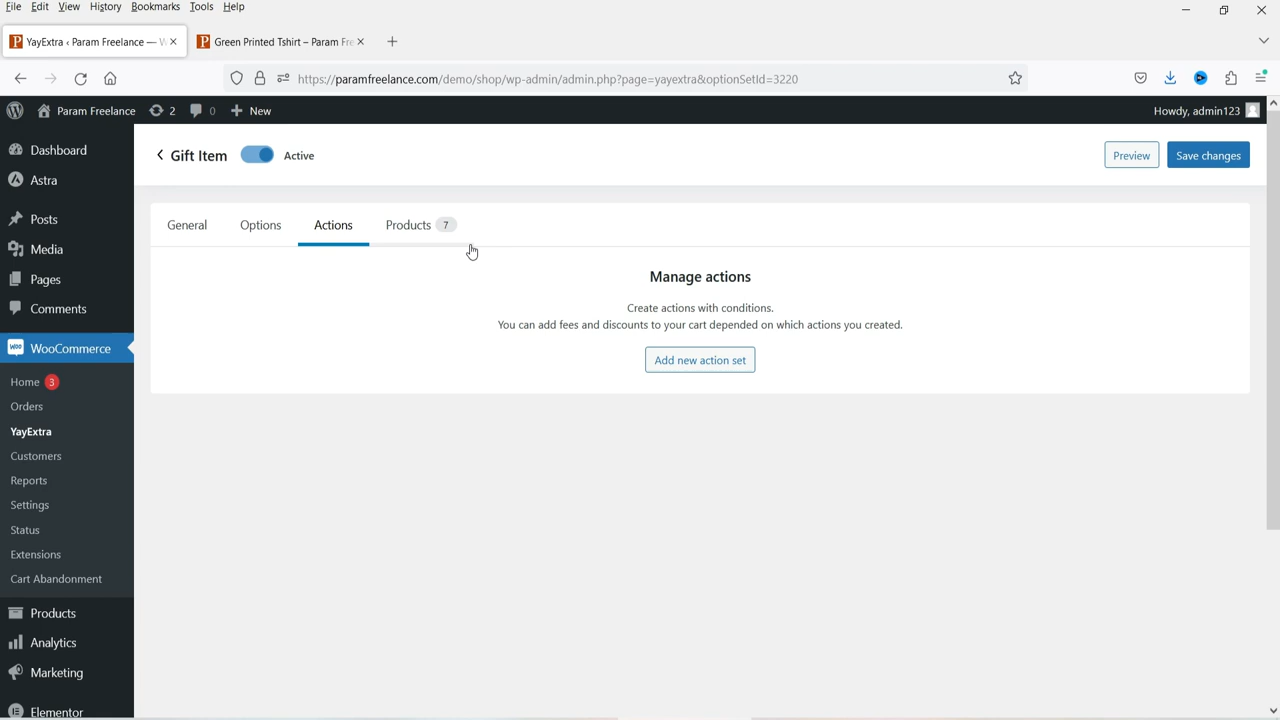 File Edit View History Bookmarks Tools Help
YayExtra ‹ Param Freelance — W
Green Printed Tshirt – Param Fre
https://paramfreelance.com/demo/shop/wp-admin/admin.php?page=yayextra&optionSetId=3220
Param Freelance 2 0 New Howdy, admin123
Dashboard
Astra
Posts
Media
Pages
Comments
WooCommerce
Home 3
Orders
YayExtra
Customers
Reports
Settings
Status
Extensions
Cart Abandonment
Products
Analytics
Marketing
Elementor
Gift Item Active Preview Save changes
General Options Actions Products 7
Manage actions
Create actions with conditions.
You can add fees and discounts to your cart depended on which actions you created.
Add new action set